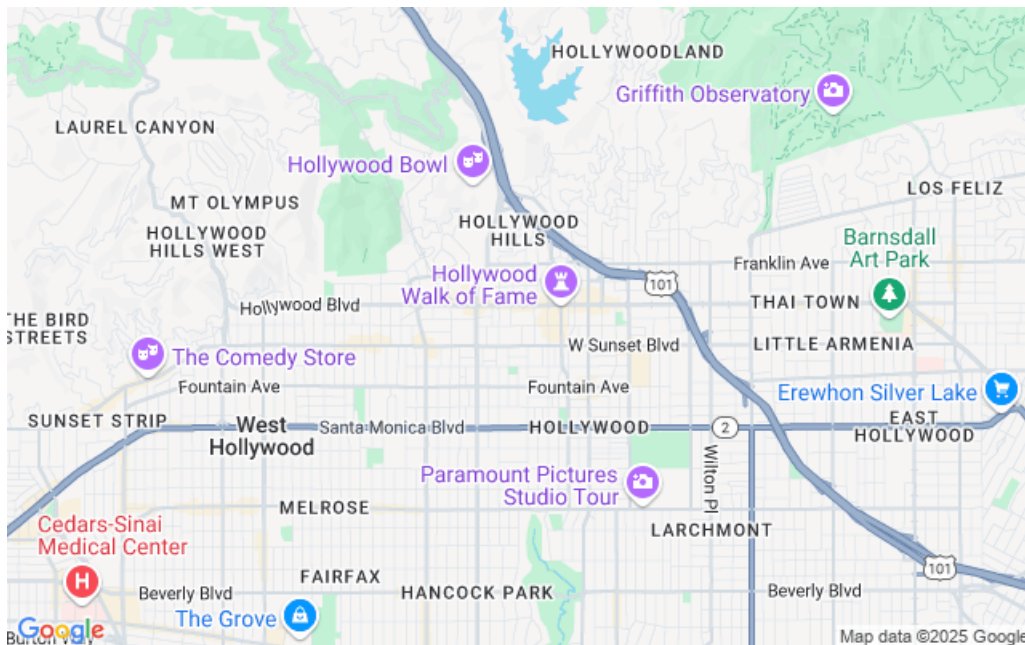 HOLLYWOODLAND
Griffith Observatory
LAUREL CANYON
Hollywood Bowl
LOS FELIZ
MT OLYMPUS
HOLLYWOOD
HILLS
HOLLYWOOD
HILLS WEST
Barnsdall
Art Park
Franklin Ave
Hollywood
Walk of Fame
101
THAI TOWN
Hollywood Blvd
THE BIRD
STREETS
W Sunset Blvd
LITTLE ARMENIA
The Comedy Store
Fountain Ave
Fountain Ave
Erewhon Silver Lake
SUNSET STRIP
West
Hollywood
Santa Monica Blvd
HOLLYWOOD
2
EAST
HOLLYWOOD
Wilton Pl
Paramount Pictures
Studio Tour
MELROSE
LARCHMONT
Cedars-Sinai
Medical Center
H
101
FAIRFAX
Beverly Blvd
HANCOCK PARK
Beverly Blvd
The Grove
Google
Map data ©2025 Google